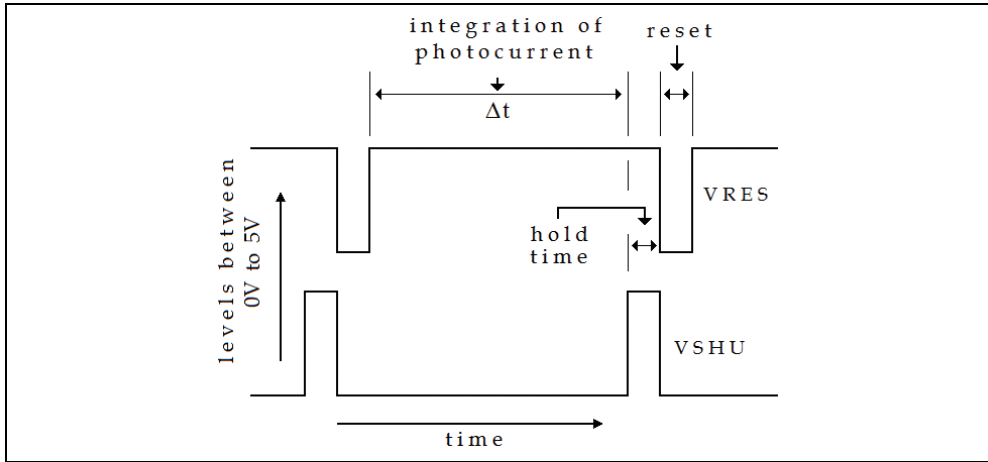 integration of
photocurrent
reset
Δt
levels between
0V to 5V
VRES
hold
time
VSHU
time